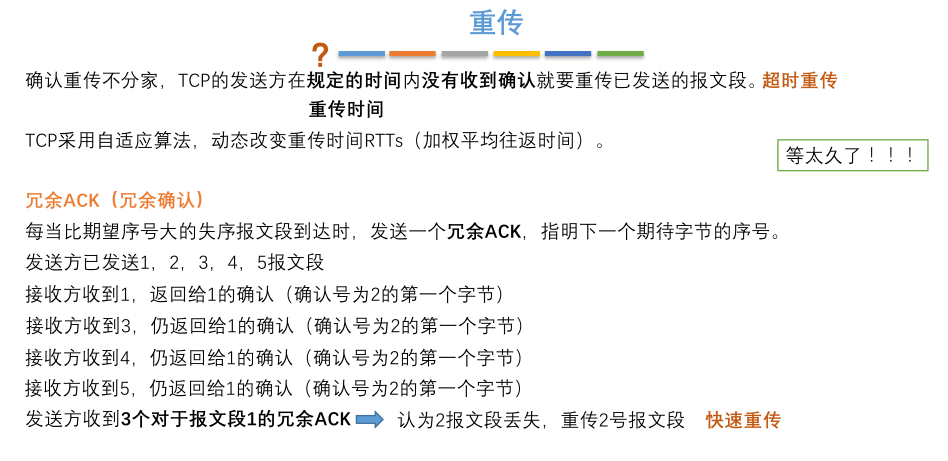 重传
?
确认重传不分家，TCP的发送方在规定的时间内没有收到确认就要重传已发送的报文段。超时重传
重传时间
TCP采用自适应算法，动态改变重传时间RTTs（加权平均往返时间）。
等太久了！！！
冗余ACK（冗余确认）
每当比期望序号大的失序报文段到达时，发送一个冗余ACK，指明下一个期待字节的序号。
发送方已发送1，2，3，4，5报文段
接收方收到1，返回给1的确认（确认号为2的第一个字节）
接收方收到3，仍返回给1的确认（确认号为2的第一个字节）
接收方收到4，仍返回给1的确认（确认号为2的第一个字节）
接收方收到5，仍返回给1的确认（确认号为2的第一个字节）
发送方收到3个对于报文段1的冗余ACK 认为2报文段丢失，重传2号报文段 快速重传